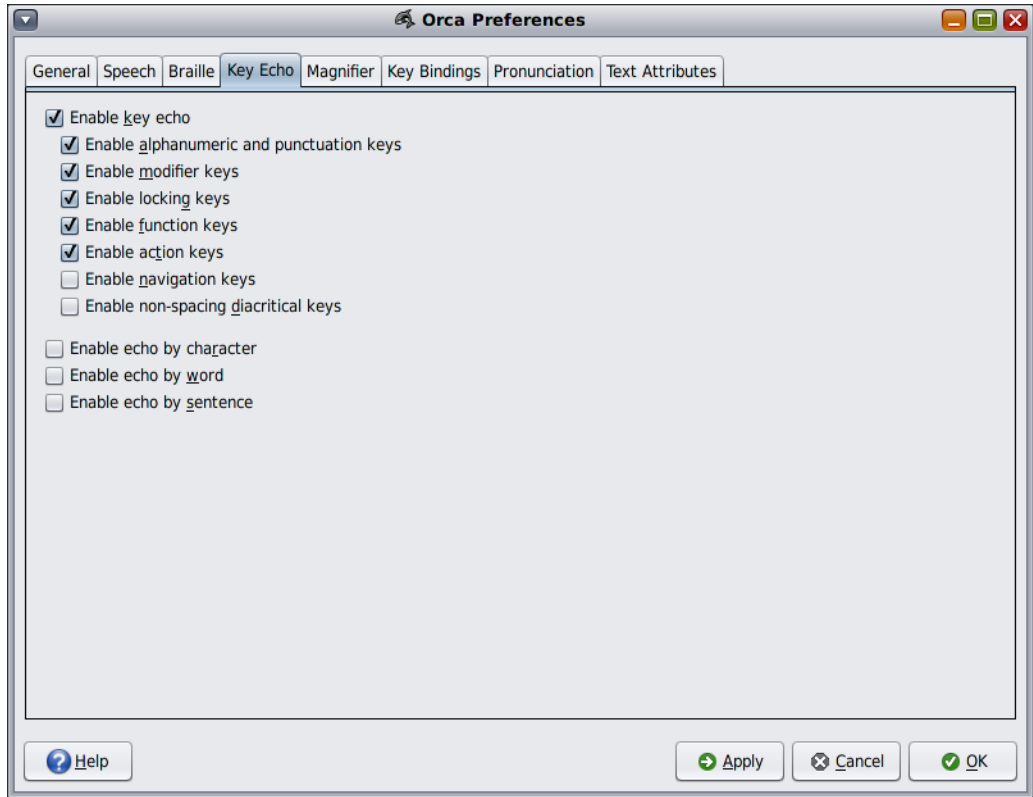 Orca Preferences
General Speech Braille Key Echo Magnifier Key Bindings Pronunciation Text Attributes
Enable key echo
Enable alphanumeric and punctuation keys
Enable modifier keys
Enable locking keys
Enable function keys
Enable action keys
Enable navigation keys
Enable non-spacing diacritical keys
Enable echo by character
Enable echo by word
Enable echo by sentence
Help Apply Cancel OK